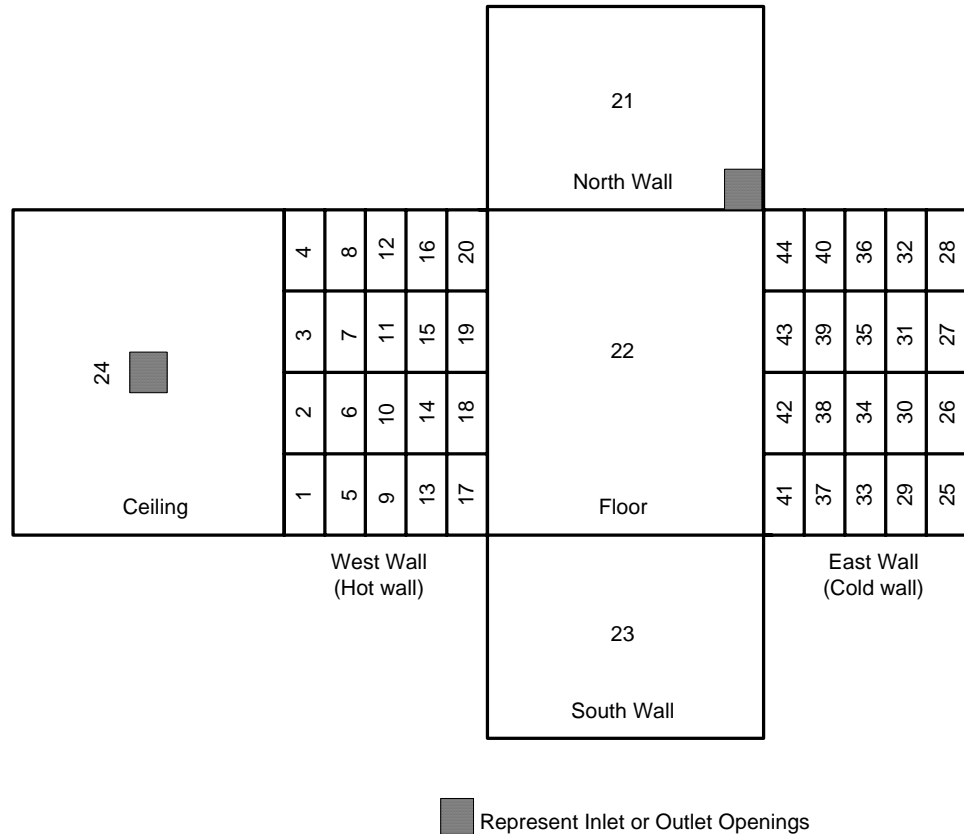 21
North Wall
4 8 12 16 20
44 40 36 32 28
3 7 11 15 19
43 39 35 31 27
24
22
2 6 10 14 18
42 38 34 30 26
1 5 9 13 17
41 37 33 29 25
Ceiling
Floor
West Wall
(Hot wall)
East Wall
(Cold wall)
23
South Wall
Represent Inlet or Outlet Openings